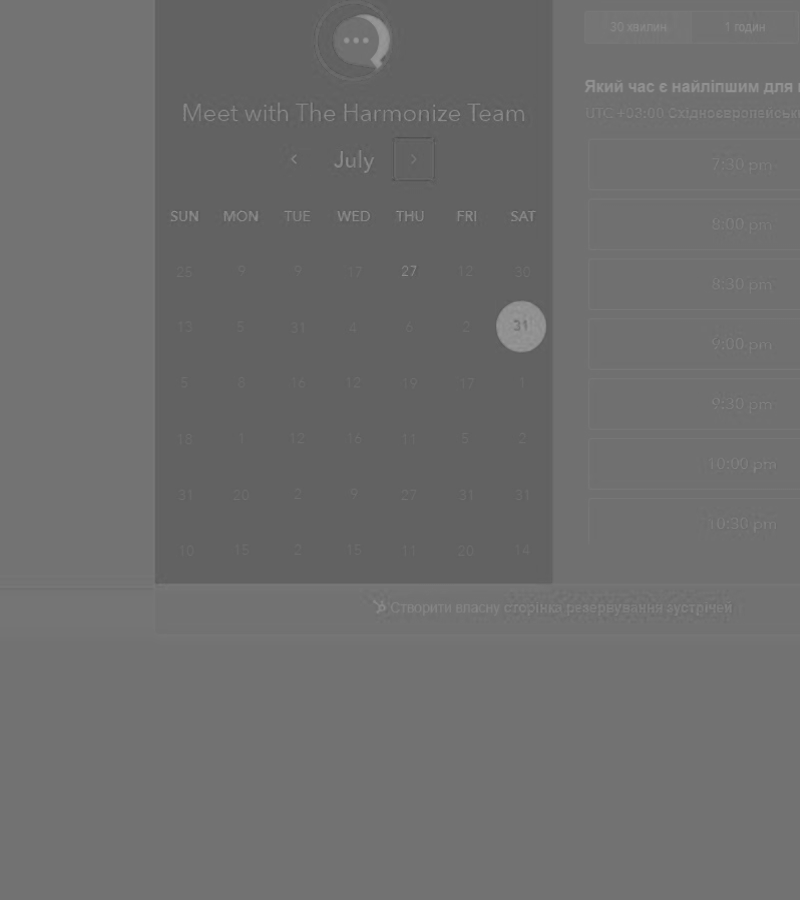 Meet with The Harmonize Team
July
SUN MON TUE WED THU FRI SAT
25 9 9 17 27 12 30
13 5 31 4 6 2 31
5 8 16 12 19 17 1
18 1 12 16 11 5 2
31 20 2 9 27 31 31
10 15 2 15 11 20 14
30 хвилин 1 годин
Який час є найліпшим для
UTC +03:00 Східноєвропейськ
7:30 pm
8:00 pm
8:30 pm
9:00 pm
9:30 pm
10:00 pm
10:30 pm
Створити власну сторінку резервування зустрічей